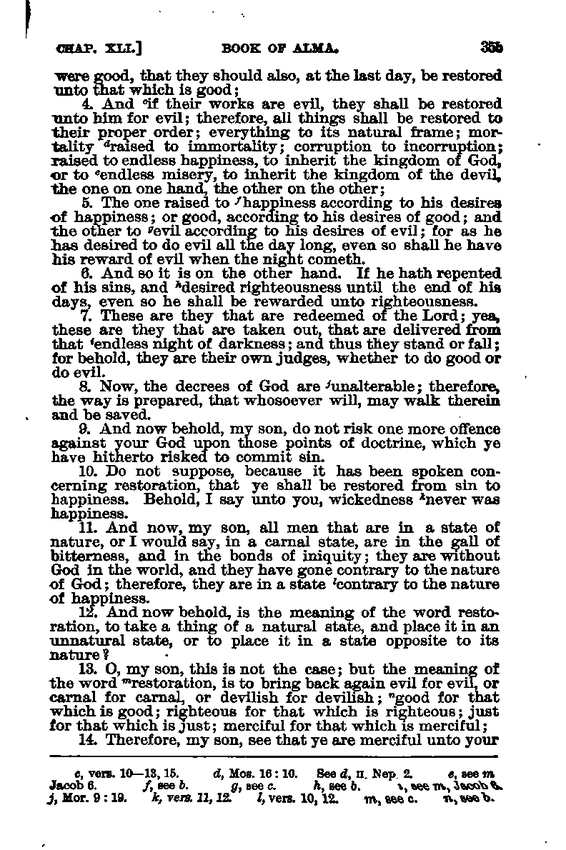 CHAP. XLI.] BOOK OF ALMA. 355
were good, that they should also, at the last day, be restored
unto that which is good;
4. And cif their works are evil, they shall be restored
unto him for evil; therefore, all things shall be restored to
their proper order; everything to its natural frame; mor-
tality draised to immortality; corruption to incorruption;
raised to endless happiness, to inherit the kingdom of God,
or to eendless misery, to inherit the kingdom of the devil,
the one on one hand, the other on the other;
5. The one raised to fhappiness according to his desires
of happiness; or good, according to his desires of good; and
the other to gevil according to his desires of evil; for as he
has desired to do evil all the day long, even so shall he have
his reward of evil when the night cometh.
6. And so it is on the other hand. If he hath repented
of his sins, and hdesired righteousness until the end of his
days, even so he shall be rewarded unto righteousness.
7. These are they that are redeemed of the Lord; yea,
these are they that are taken out, that are delivered from
that iendless night of darkness; and thus they stand or fall;
for behold, they are their own judges, whether to do good or
do evil.
8. Now, the decrees of God are junalterable; therefore,
the way is prepared, that whosoever will, may walk therein
and be saved.
9. And now behold, my son, do not risk one more offence
against your God upon those points of doctrine, which ye
have hitherto risked to commit sin.
10. Do not suppose, because it has been spoken con-
cerning restoration, that ye shall be restored from sin to
happiness. Behold, I say unto you, wickedness knever was
happiness.
11. And now, my son, all men that are in a state of
nature, or I would say, in a carnal state, are in the gall of
bitterness, and in the bonds of iniquity; they are without
God in the world, and they have gone contrary to the nature
of God; therefore, they are in a state lcontrary to the nature
of happiness.
12. And now behold, is the meaning of the word resto-
ration, to take a thing of a natural state, and place it in an
unnatural state, or to place it in a state opposite to its
nature?
13. O, my son, this is not the case; but the meaning of
the word mrestoration, is to bring back again evil for evil, or
carnal for carnal, or devilish for devilish; ngood for that
which is good; righteous for that which is righteous; just
for that which is just; merciful for that which is merciful;
14. Therefore, my son, see that ye are merciful unto your
c, vers. 10—13, 15. d, Mos. 16:10. See d, II. Nep. 2. e, see m
Jacob 6. f, see b. g, see c. h, see b. i, see m, Jacob 6.
j, Mor. 9:19. k, vers. 11, 12. l, vers. 10, 12. m, see c. n, see b.